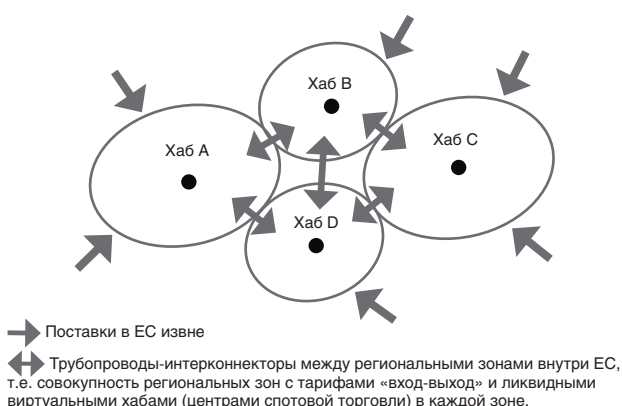 Хаб B
Хаб A
Хаб C
Хаб D
Поставки в ЕС извне
Трубопроводы-интерконнекторы между региональными зонами внутри ЕС,
т.е. совокупность региональных зон с тарифами «вход-выход» и ликвидными
виртуальными хабами (центрами спотовой торговли) в каждой зоне.